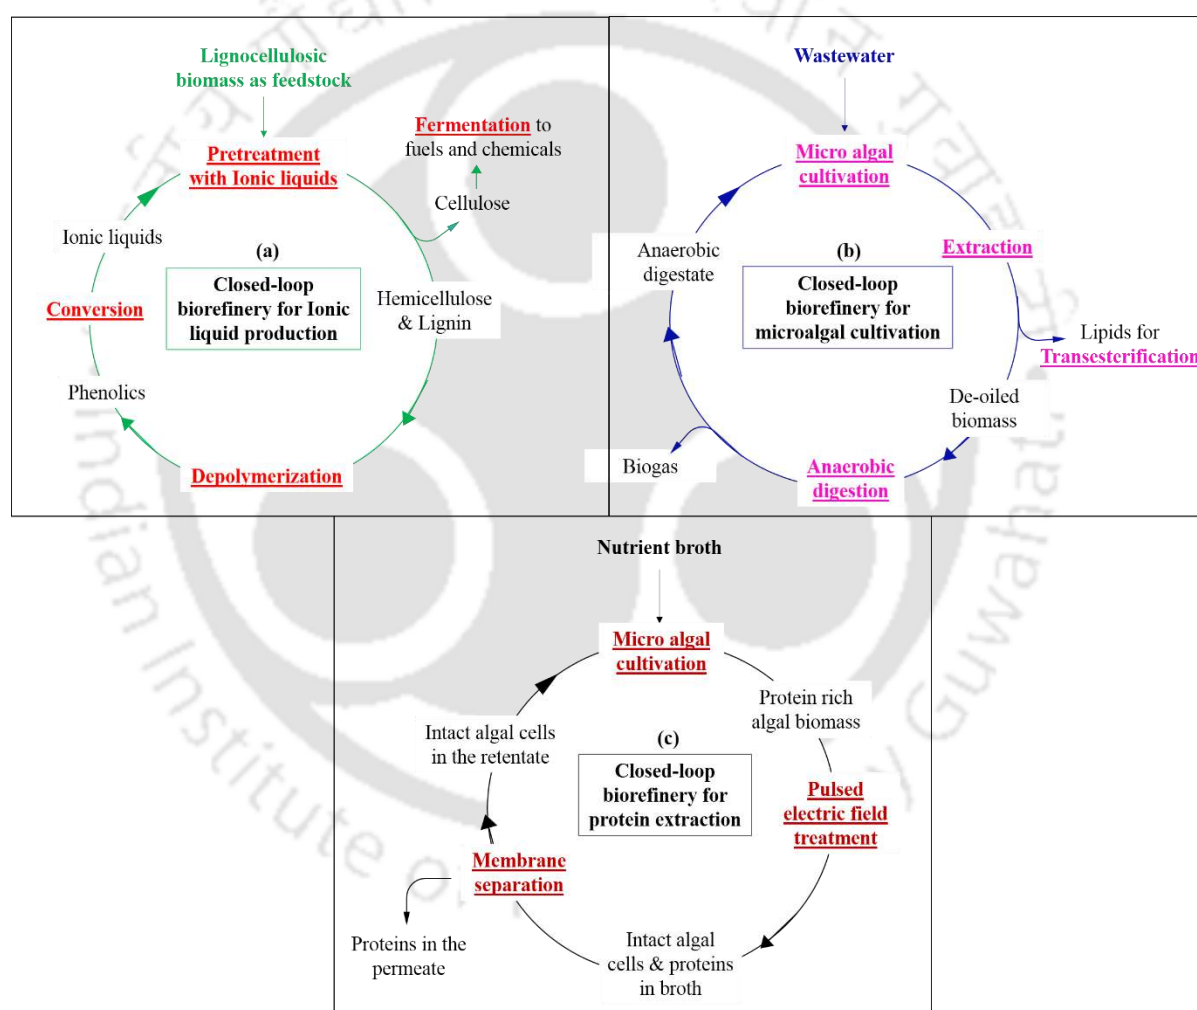 Lignocellulosic
biomass as feedstock
Pretreatment
with Ionic liquids
Fermentation to
fuels and chemicals
Cellulose
Ionic liquids
(a)
Closed-loop
biorefinery for Ionic
liquid production
Hemicellulose
& Lignin
Conversion
Phenolics
Depolymerization
Wastewater
Micro algal
cultivation
Extraction
Anaerobic
digestate
(b)
Closed-loop
biorefinery for
microalgal cultivation
Lipids for
Transesterification
De-oiled
biomass
Biogas
Anaerobic
digestion
Nutrient broth
Micro algal
cultivation
Protein rich
algal biomass
Intact algal cells
in the retentate
(c)
Closed-loop
biorefinery for
protein extraction
Pulsed
electric field
treatment
Membrane
separation
Proteins in the
permeate
Intact algal
cells & proteins
in broth
Indian Institute o
y Guwahati